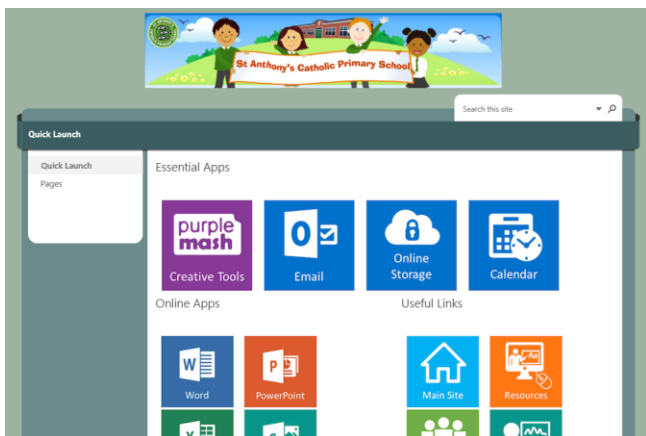 St Anthony's Catholic Primary School
Search this site
Quick Launch
Quick Launch
Pages
Essential Apps
purple
mash
Creative Tools
Email
Online
Storage
Calendar
Online Apps
Useful Links
W
Word
P
PowerPoint
Main Site
Aa
Resources